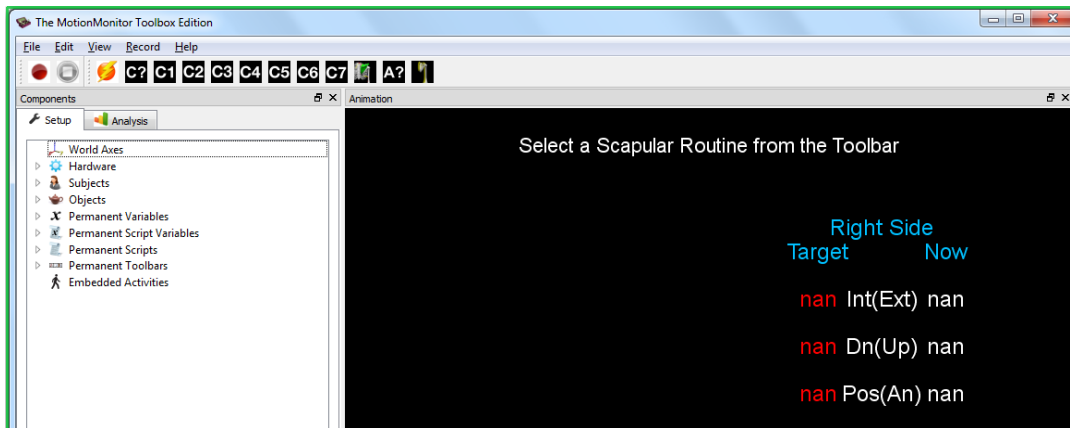 The MotionMonitor Toolbox Edition
File Edit View Record Help
C? C1 C2 C3 C4 C5 C6 C7 A?
Components
Animation
Setup Analysis
World Axes
Hardware
Subjects
Objects
Permanent Variables
Permanent Script Variables
Permanent Scripts
Permanent Toolbars
Embedded Activities
Select a Scapular Routine from the Toolbar
Right Side
Target Now
nan Int(Ext) nan
nan Dn(Up) nan
nan Pos(An) nan